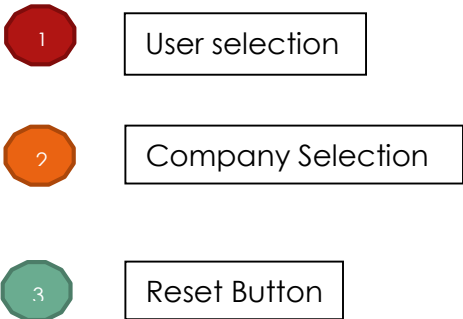 1
User selection
2
Company Selection
3
Reset Button